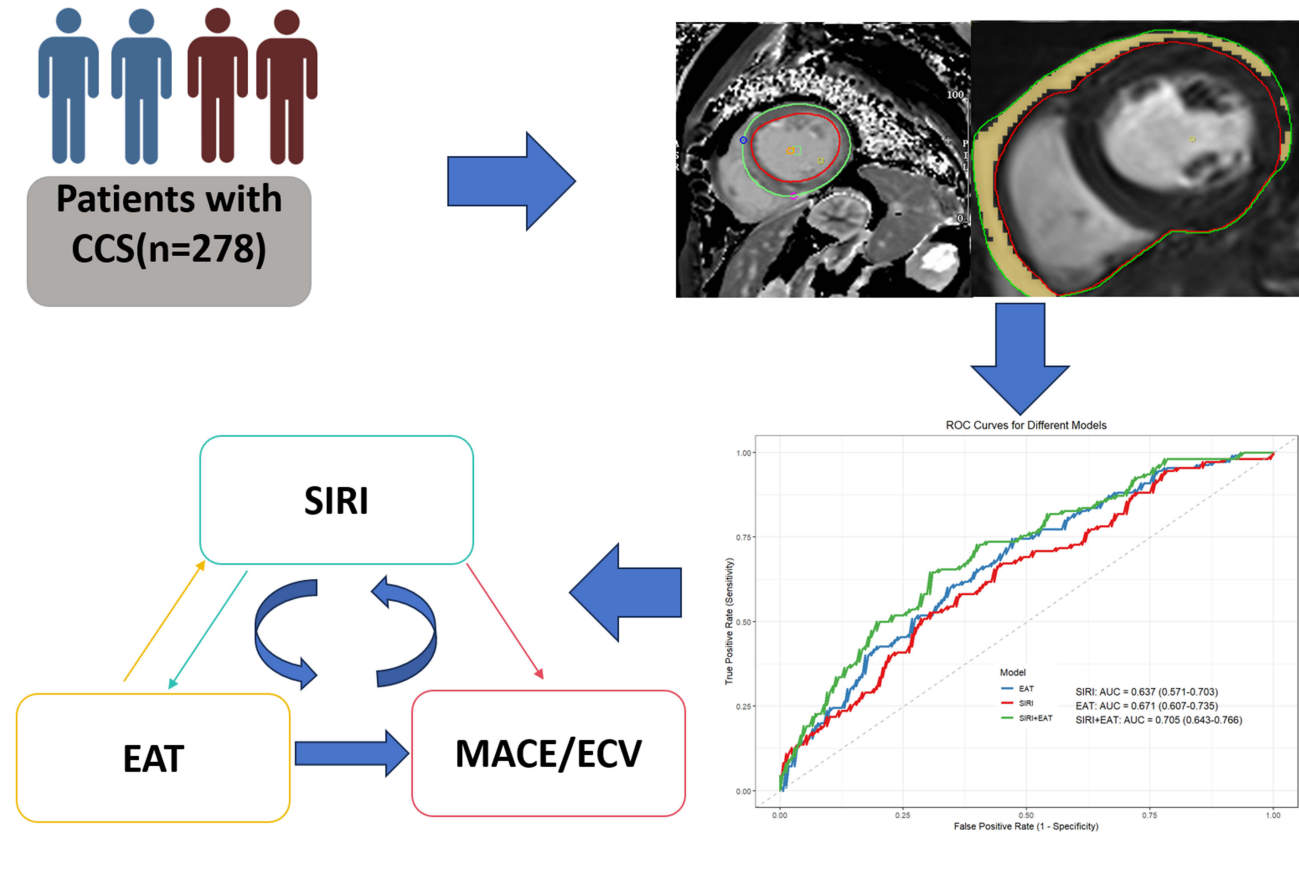 Patients with
CCS(n=278)
100
0
ROC Curves for Different Models
1.00
0.75
0.50
0.25
0.00
True Positive Rate (Sensitivity)
Model
EAT
SIRI
SIRI+EAT
SIRI: AUC = 0.637 (0.571-0.703)
EAT: AUC = 0.671 (0.607-0.735)
SIRI+EAT: AUC = 0.705 (0.643-0.766)
0.00
0.25
0.50
0.75
1.00
False Positive Rate (1 - Specificity)
SIRI
EAT
MACE/ECV